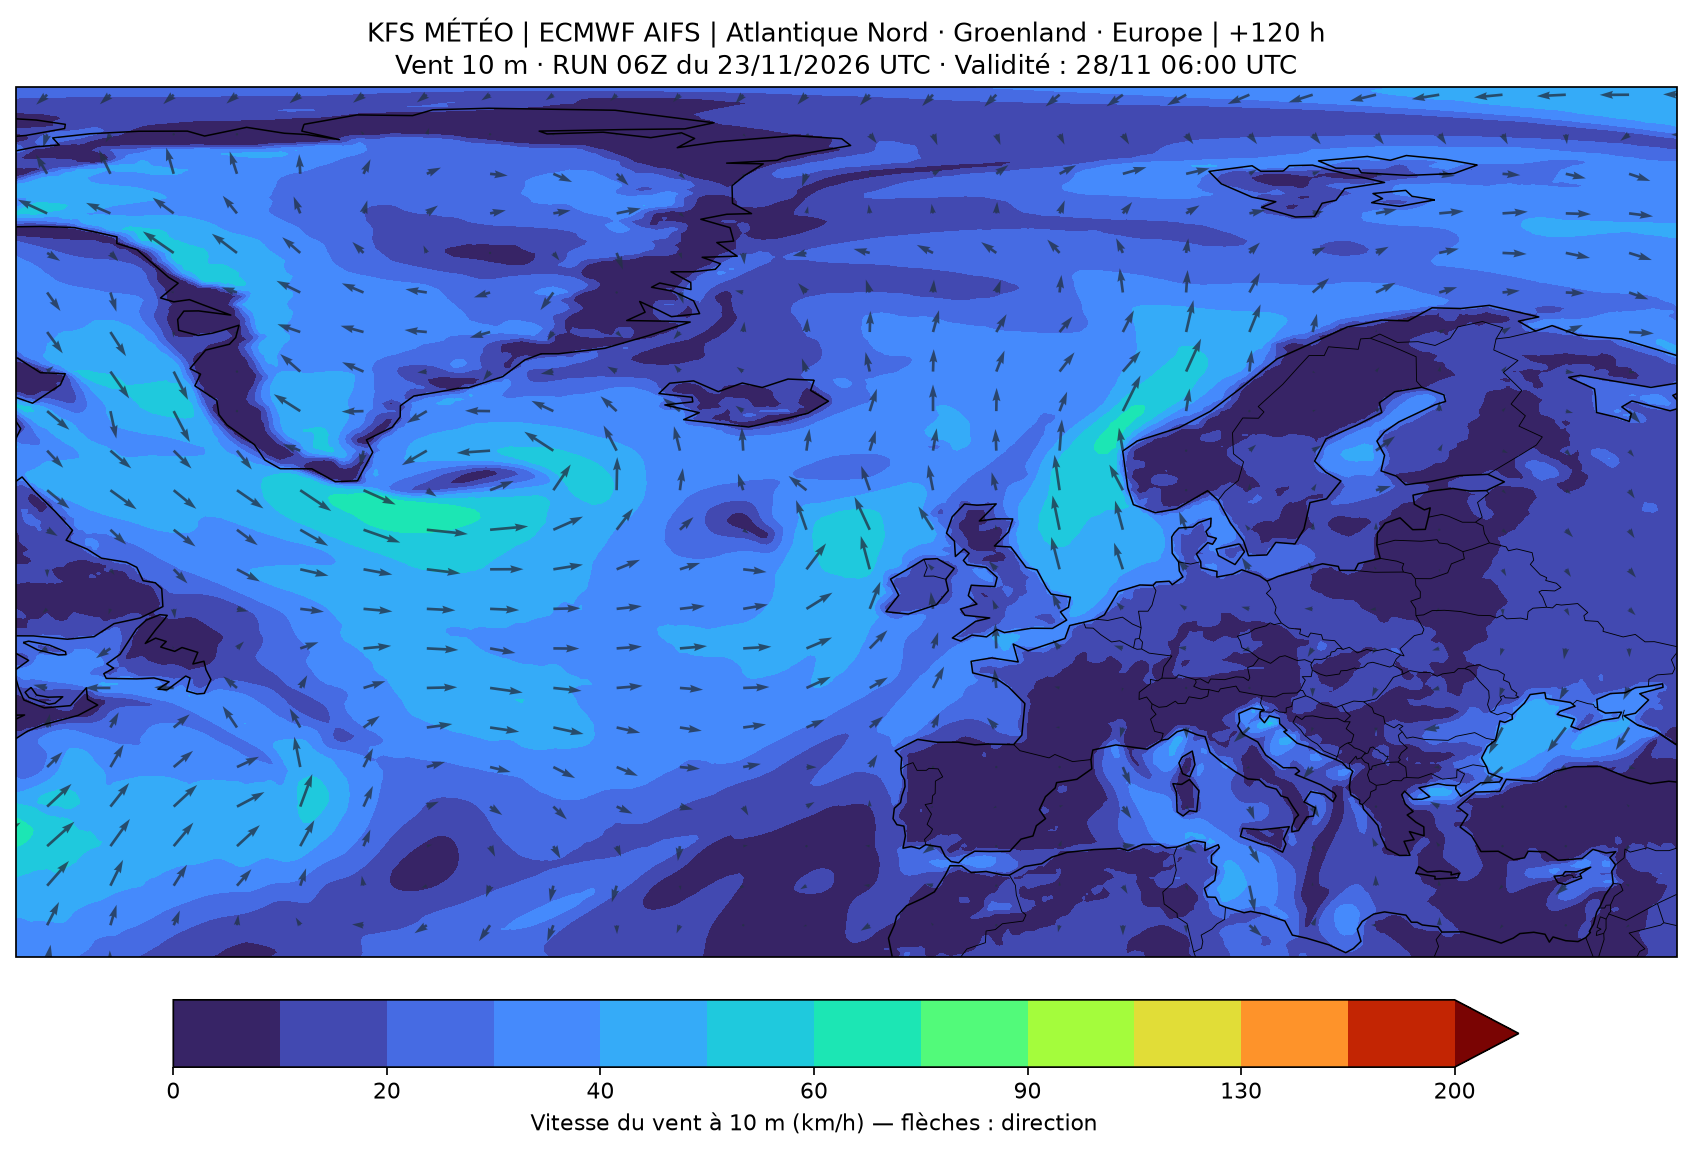 KFS MÉTÉO | ECMWF AIFS | Atlantique Nord · Groenland · Europe | +120 h
Vent 10 m · RUN 06Z du 23/11/2026 UTC · Validité : 28/11 06:00 UTC
0 20 40 60 90 130 200
Vitesse du vent à 10 m (km/h) — flèches : direction